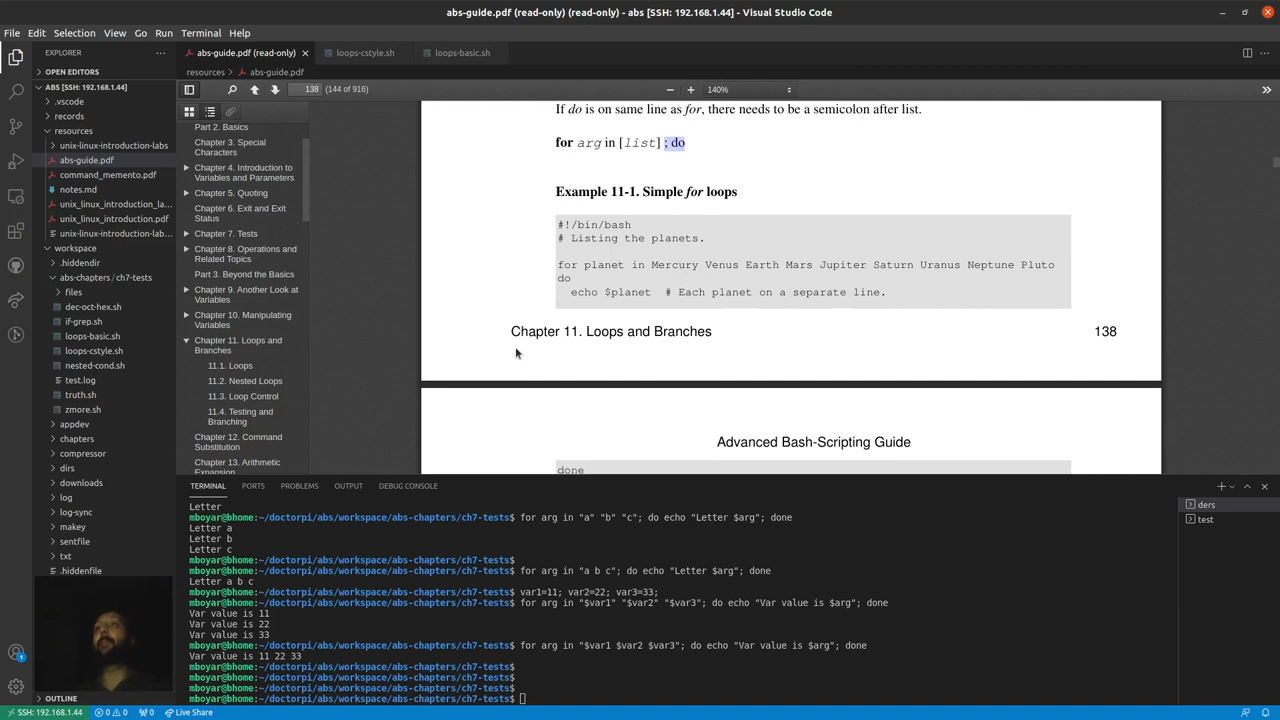 abs-guide.pdf (read-only) (read-only) - abs [SSH: 192.168.1.44] - Visual Studio Code
File Edit Selection View Go Run Terminal Help
EXPLORER
OPEN EDITORS
ABS [SSH: 192.168.1.44]
.vscode
records
resources
unix-linux-introduction-labs
abs-guide.pdf
command_memento.pdf
notes.md
unix_linux_introduction_la...
unix_linux_introduction.pdf
unix-linux-introduction-lab...
workspace
.hiddendir
abs-chapters/ch7-tests
files
dec-oct-hex.sh
if-grep.sh
loops-basic.sh
loops-cstyle.sh
nested-cond.sh
test.log
truth.sh
zmore.sh
appdev
chapters
compressor
dirs
downloads
log
log-sync
makey
sentfile
txt
.hiddenfile
OUTLINE
abs-guide.pdf (read-only) loops-cstyle.sh loops-basic.sh
resources > abs-guide.pdf
138 (144 of 916) 140%
Part 2. Basics
Chapter 3. Special
Characters
Chapter 4. Introduction to
Variables and Parameters
Chapter 5. Quoting
Chapter 6. Exit and Exit
Status
Chapter 7. Tests
Chapter 8. Operations and
Related Topics
Part 3. Beyond the Basics
Chapter 9. Another Look at
Variables
Chapter 10. Manipulating
Variables
Chapter 11. Loops and
Branches
11.1. Loops
11.2. Nested Loops
11.3. Loop Control
11.4. Testing and
Branching
Chapter 12. Command
Substitution
Chapter 13. Arithmetic
Expansion
If do is on same line as for, there needs to be a semicolon after list.
for arg in [list] ; do
Example 11-1. Simple for loops
#!/bin/bash
# Listing the planets.
for planet in Mercury Venus Earth Mars Jupiter Saturn Uranus Neptune Pluto
do
echo $planet # Each planet on a separate line.
Chapter 11. Loops and Branches 138
Advanced Bash-Scripting Guide
done
TERMINAL PORTS PROBLEMS OUTPUT DEBUG CONSOLE
Letter
mboyar@bhome:~/doctorpi/abs/workspace/abs-chapters/ch7-tests$ for arg in "a" "b" "c"; do echo "Letter $arg"; done
Letter a
Letter b
Letter c
mboyar@bhome:~/doctorpi/abs/workspace/abs-chapters/ch7-tests$
mboyar@bhome:~/doctorpi/abs/workspace/abs-chapters/ch7-tests$ for arg in "a b c"; do echo "Letter $arg"; done
Letter a b c
mboyar@bhome:~/doctorpi/abs/workspace/abs-chapters/ch7-tests$ var1=11; var2=22; var3=33;
mboyar@bhome:~/doctorpi/abs/workspace/abs-chapters/ch7-tests$ for arg in "$var1" "$var2" "$var3"; do echo "Var value is $arg"; done
Var value is 11
Var value is 22
Var value is 33
mboyar@bhome:~/doctorpi/abs/workspace/abs-chapters/ch7-tests$ for arg in "$var1 $var2 $var3"; do echo "Var value is $arg"; done
Var value is 11 22 33
mboyar@bhome:~/doctorpi/abs/workspace/abs-chapters/ch7-tests$
mboyar@bhome:~/doctorpi/abs/workspace/abs-chapters/ch7-tests$
mboyar@bhome:~/doctorpi/abs/workspace/abs-chapters/ch7-tests$
mboyar@bhome:~/doctorpi/abs/workspace/abs-chapters/ch7-tests$
ders
test
SSH: 192.168.1.44 0 0 0 Live Share